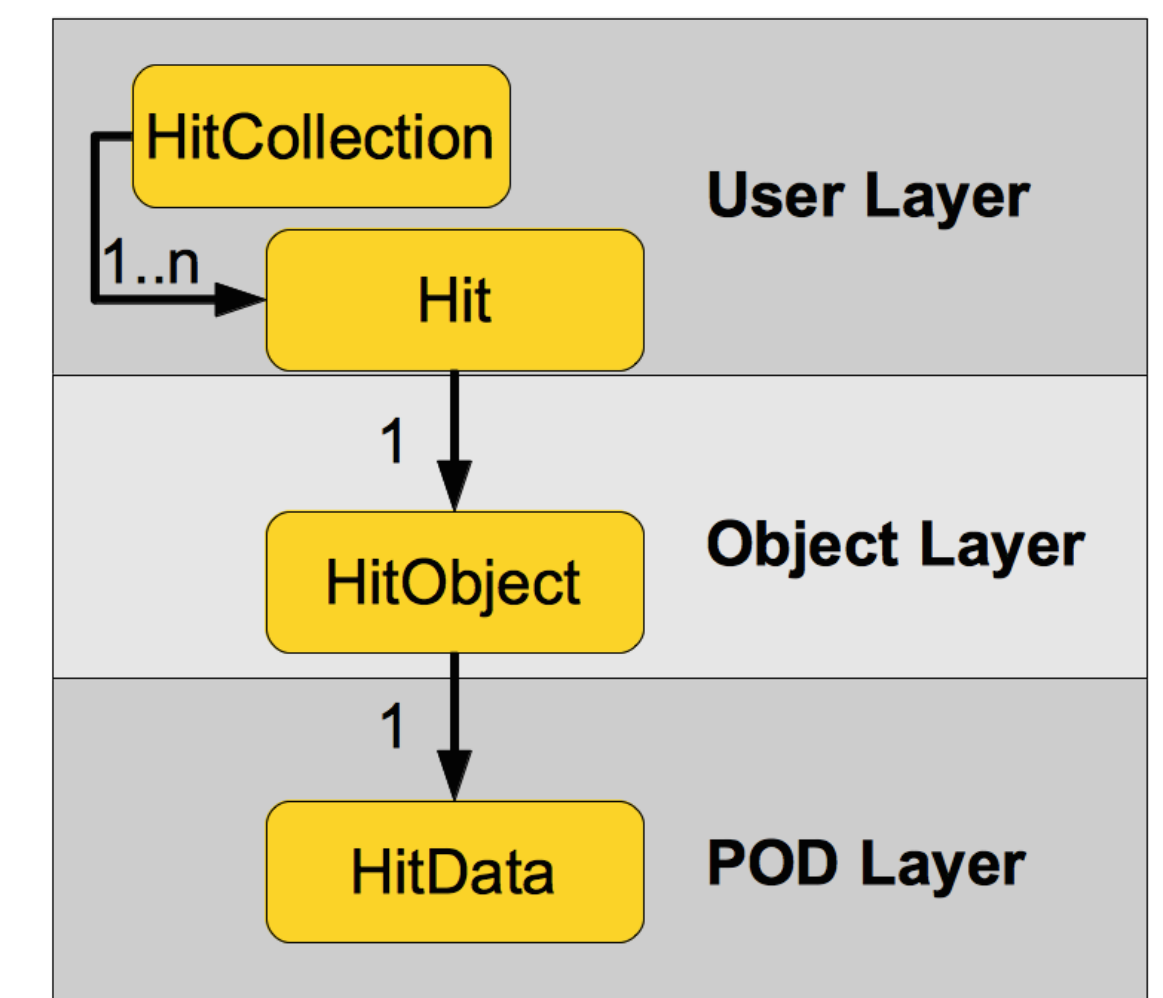 HitCollection
User Layer
1..n
Hit
1
HitObject
Object Layer
1
HitData
POD Layer